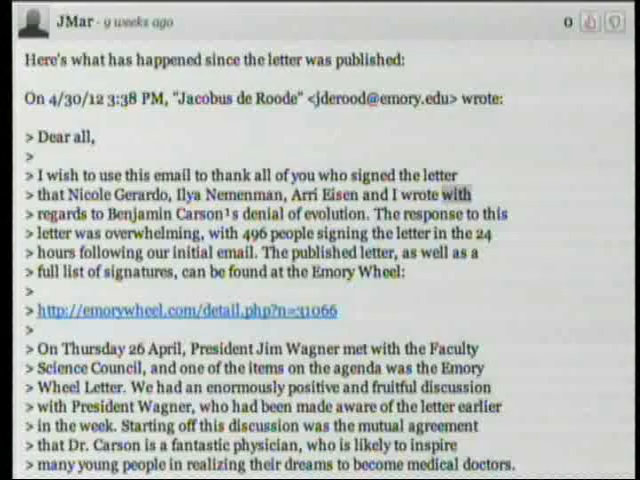 JMar · 9 weeks ago 0
Here's what has happened since the letter was published:
On 4/30/12 3:38 PM, "Jacobus de Roode" <jderood@emory.edu> wrote:
> Dear all,
>
> I wish to use this email to thank all of you who signed the letter
> that Nicole Gerardo, Ilya Nemenman, Arri Eisen and I wrote with
> regards to Benjamin Carson¹s denial of evolution. The response to this
> letter was overwhelming, with 496 people signing the letter in the 24
> hours following our initial email. The published letter, as well as a
> full list of signatures, can be found at the Emory Wheel:
>
> http://emorywheel.com/detail.php?n=31066
>
> On Thursday 26 April, President Jim Wagner met with the Faculty
> Science Council, and one of the items on the agenda was the Emory
> Wheel Letter. We had an enormously positive and fruitful discussion
> with President Wagner, who had been made aware of the letter earlier
> in the week. Starting off this discussion was the mutual agreement
> that Dr. Carson is a fantastic physician, who is likely to inspire
> many young people in realizing their dreams to become medical doctors.